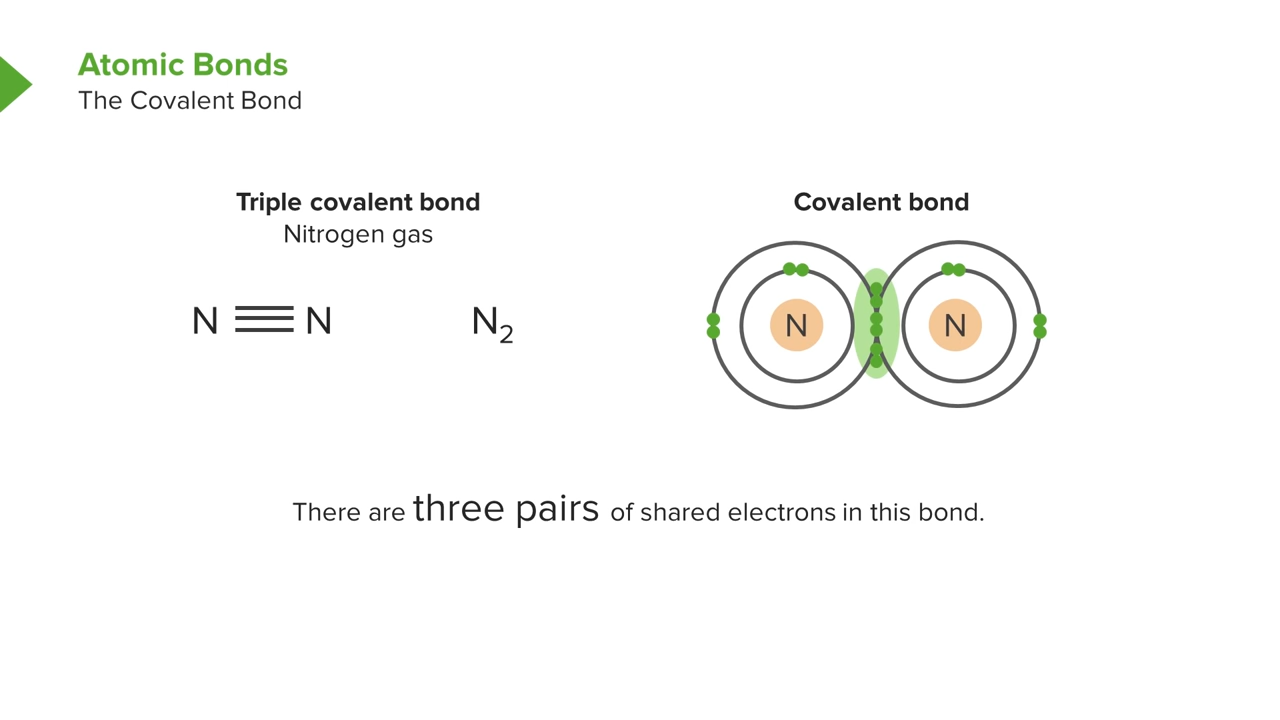 Atomic Bonds
The Covalent Bond
Triple covalent bond
Nitrogen gas
N≡N
N₂
Covalent bond
N
N
There are three pairs of shared electrons in this bond.